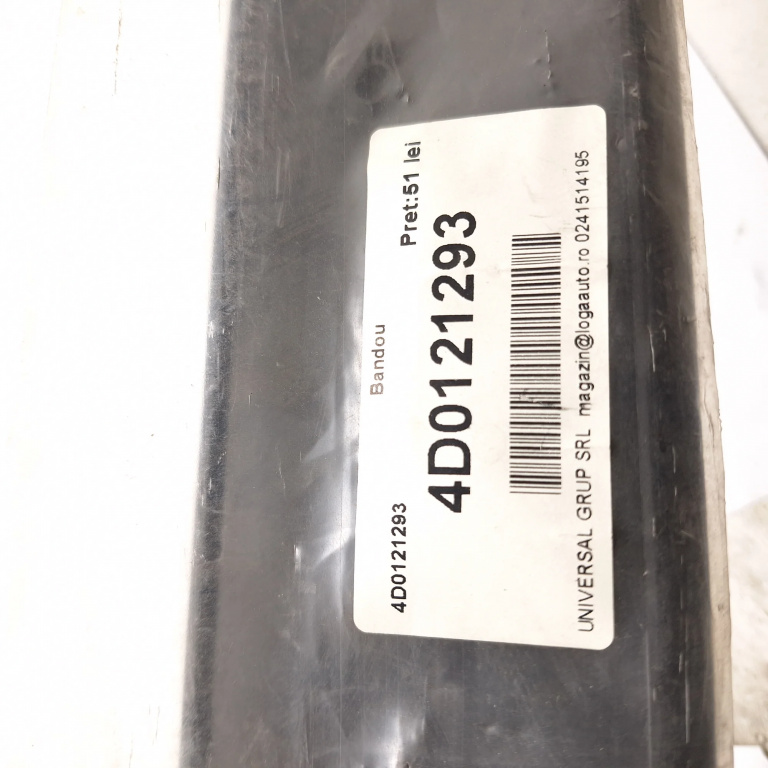 4D0121293 Bandou Pret:51 lei
4D0121293
UNIVERSAL GRUP SRL magazin@logaauto.ro 0241514195